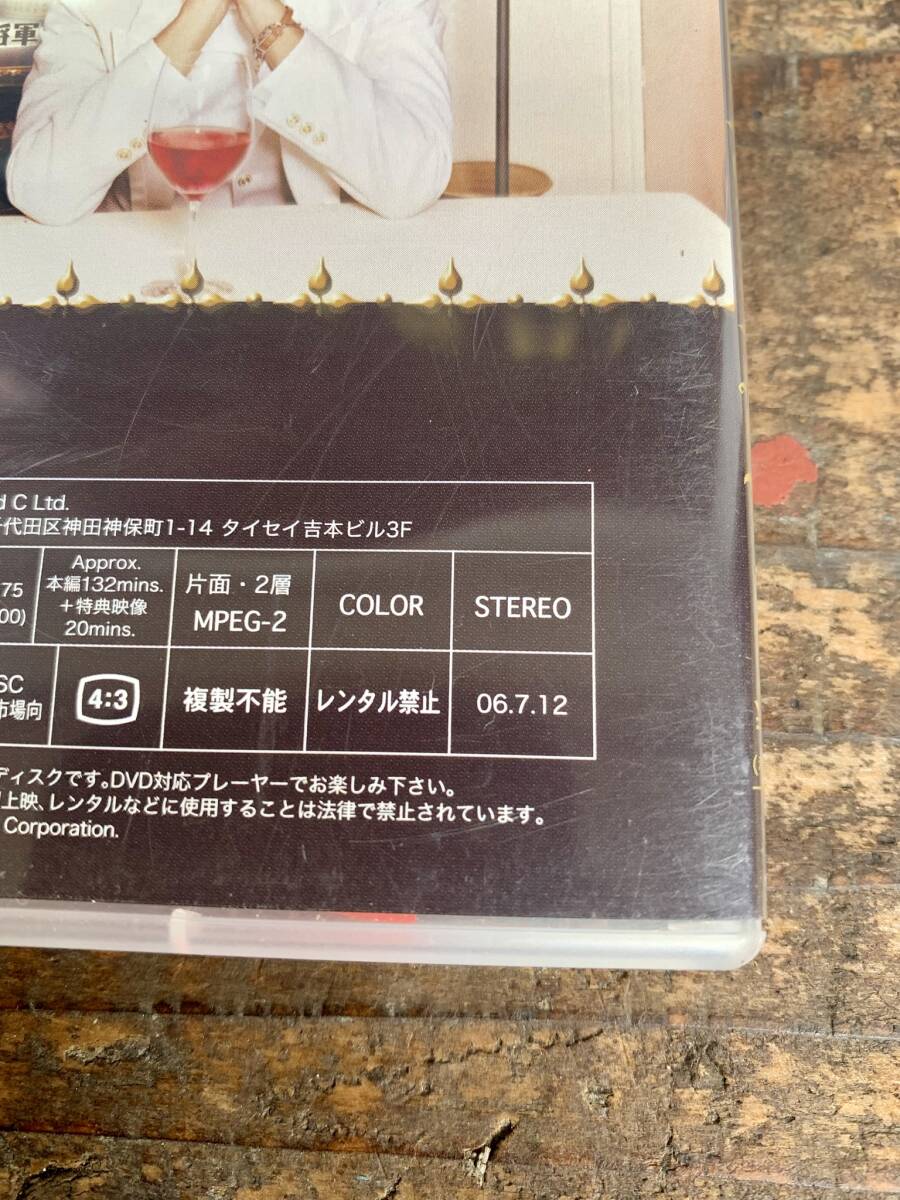 将軍
d C Ltd.
代田区神田神保町1-14 タイセイ吉本ビル3F
75
00)
Approx.
本編132mins.
＋特典映像
20mins.
片面・2層
MPEG-2
COLOR
STEREO
SC
市場向
4:3
複製不能
レンタル禁止
06.7.12
ディスクです。DVD対応プレーヤーでお楽しみ下さい。
上映、レンタルなどに使用することは法律で禁止されています。
Corporation.